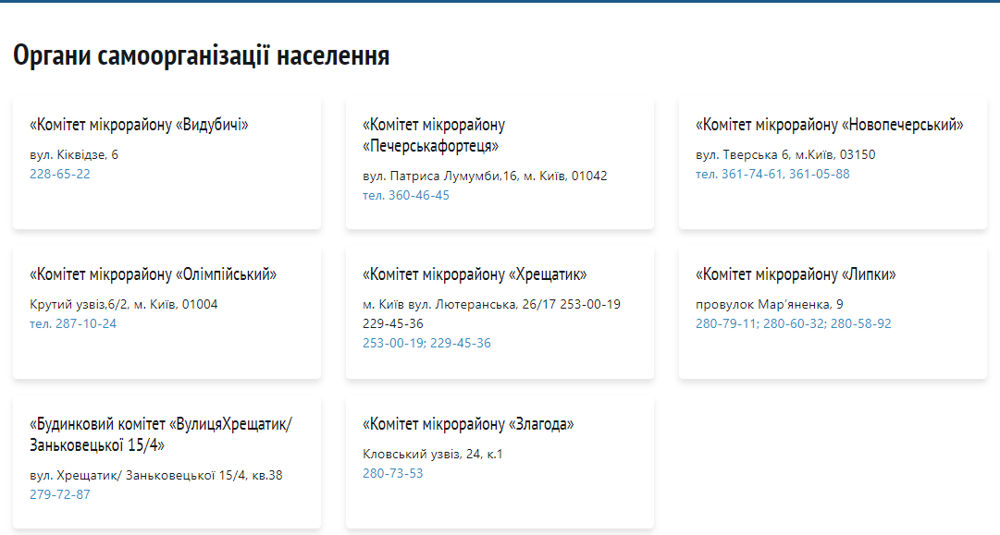 Органи самоорганізації населення
«Комітет мікрорайону «Видубичі»
вул. Кіквідзе, 6
228-65-22
«Комітет мікрорайону
«Печерськафортеця»
вул. Патриса Лумумби,16, м. Київ, 01042
тел. 360-46-45
«Комітет мікрорайону «Новопечерський»
вул. Тверська 6, м.Київ, 03150
тел. 361-74-61, 361-05-88
«Комітет мікрорайону «Олімпійський»
Крутий узвіз,6/2, м. Київ, 01004
тел. 287-10-24
«Комітет мікрорайону «Хрещатик»
м. Київ вул. Лютеранська, 26/17 253-00-19
229-45-36
253-00-19; 229-45-36
«Комітет мікрорайону «Липки»
провулок Мар’яненка, 9
280-79-11; 280-60-32; 280-58-92
«Будинковий комітет «ВулицяХрещатик/
Заньковецької 15/4»
вул. Хрещатик/ Заньковецької 15/4, кв.38
279-72-87
«Комітет мікрорайону «Злагода»
Кловський узвіз, 24, к.1
280-73-53